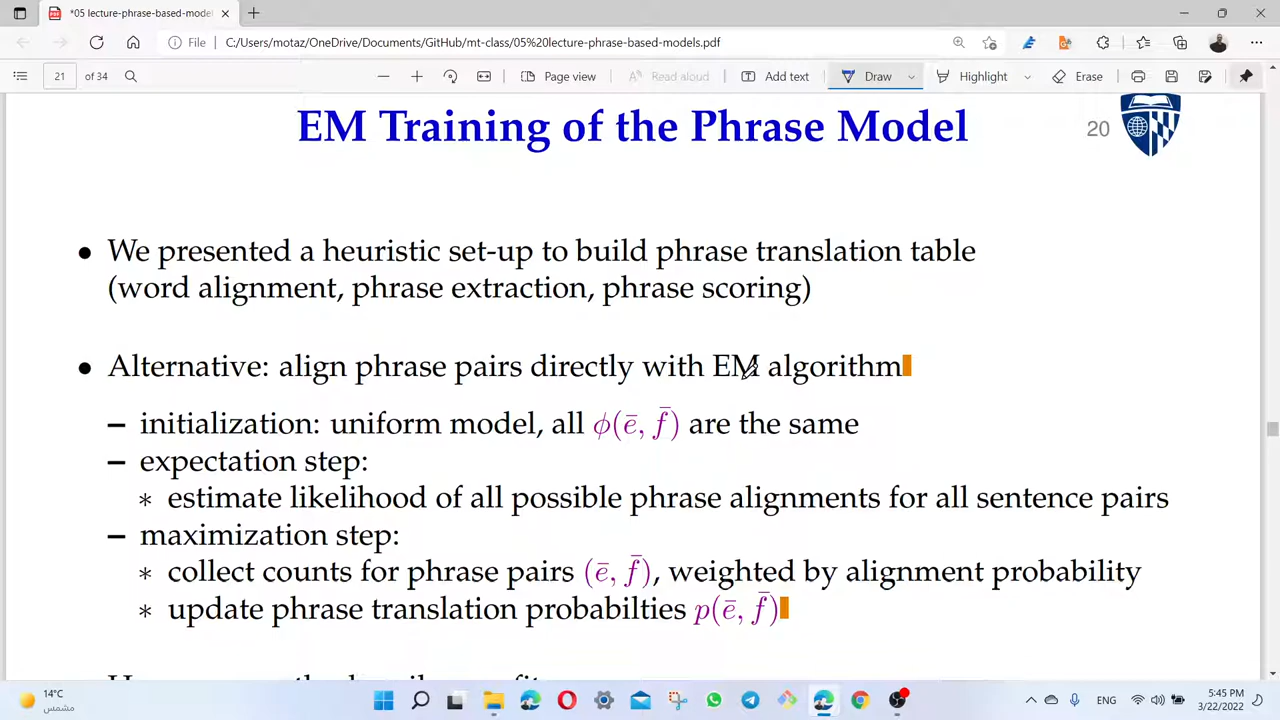 *05 lecture-phrase-based-model
File
C:/Users/motaz/OneDrive/Documents/GitHub/mt-class/05%20lecture-phrase-based-models.pdf
21 of 34
Page view
Read aloud
Add text
Draw
Highlight
Erase
EM Training of the Phrase Model
20
• We presented a heuristic set-up to build phrase translation table
(word alignment, phrase extraction, phrase scoring)
• Alternative: align phrase pairs directly with EM algorithm
– initialization: uniform model, all ϕ(ē, f̄) are the same
– expectation step:
∗ estimate likelihood of all possible phrase alignments for all sentence pairs
– maximization step:
∗ collect counts for phrase pairs (ē, f̄), weighted by alignment probability
∗ update phrase translation probabilties p(ē, f̄)
14°C
مشمس
ENG
5:45 PM
3/22/2022